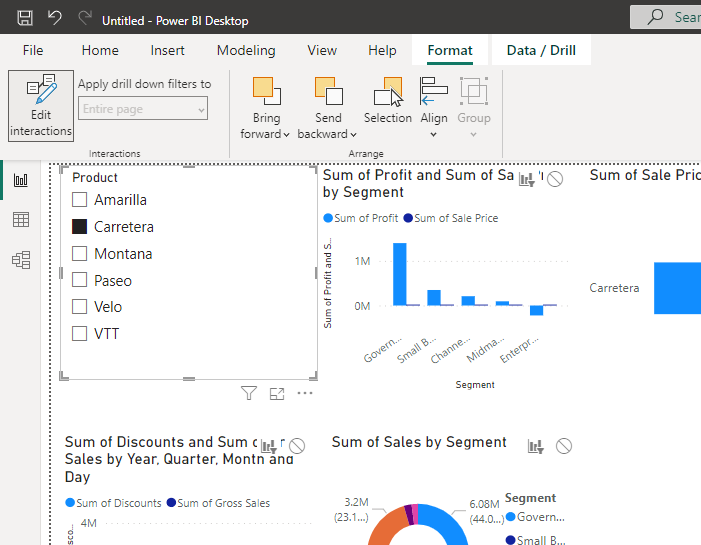 Untitled - Power BI Desktop
Sear
File Home Insert Modeling View Help Format Data / Drill
Edit interactions
Apply drill down filters to
Entire page
Bring forward
Send backward
Selection
Align
Group
Interactions
Arrange
Product
Amarilla
Carretera
Montana
Paseo
Velo
VTT
Sum of Profit and Sum of Sa
by Segment
Sum of Profit Sum of Sale Price
Sum of Profit and S...
1M
0M
Govern...
Small B...
Channe...
Midma...
Enterpr...
Segment
Sum of Sale Pric
Carretera
Sum of Discounts and Sum of
Sales by Year, Quarter, Month and
Day
Sum of Discounts Sum of Gross Sales
4M
sco...
Sum of Sales by Segment
3.2M
(23.1...)
6.08M
(44.0...)
Segment
Govern...
Small B...